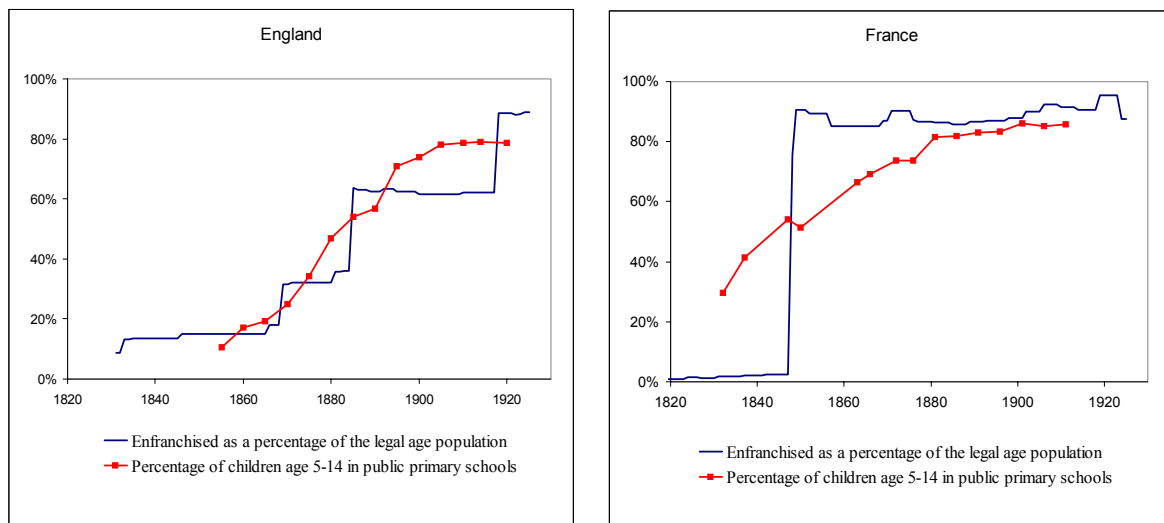 England
100%
80%
60%
40%
20%
0%
1820 1840 1860 1880 1900 1920
Enfranchised as a percentage of the legal age population
Percentage of children age 5-14 in public primary schools
France
100%
80%
60%
40%
20%
0%
1820 1840 1860 1880 1900 1920
Enfranchised as a percentage of the legal age population
Percentage of children age 5-14 in public primary schools